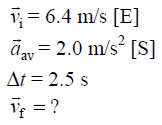 v⃗ᵢ = 6.4 m/s [E]
a⃗ₐᵥ = 2.0 m/s² [S]
Δt = 2.5 s
v⃗f = ?